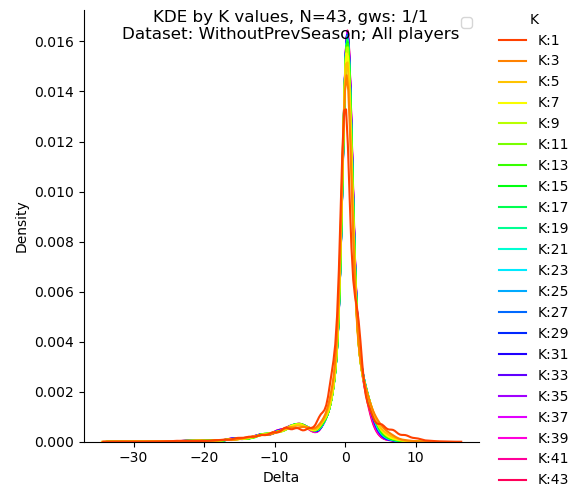 KDE by K values, N=43, gws: 1/1
Dataset: WithoutPrevSeason; All players
K
K:1
K:3
K:5
K:7
K:9
K:11
K:13
K:15
K:17
K:19
K:21
K:23
K:25
K:27
K:29
K:31
K:33
K:35
K:37
K:39
K:41
K:43
Density
0.016
0.014
0.012
0.010
0.008
0.006
0.004
0.002
0.000
−30
−20
−10
0
10
Delta